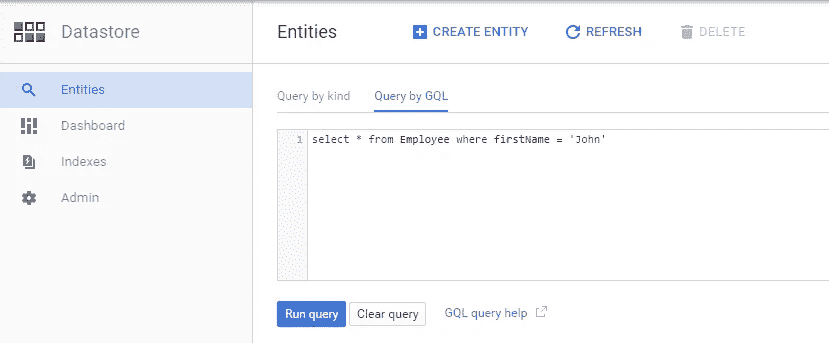 Datastore
Entities
Dashboard
Indexes
Admin
Entities CREATE ENTITY REFRESH DELETE
Query by kind Query by GQL
1 select * from Employee where firstName = 'John'
Run query Clear query GQL query help